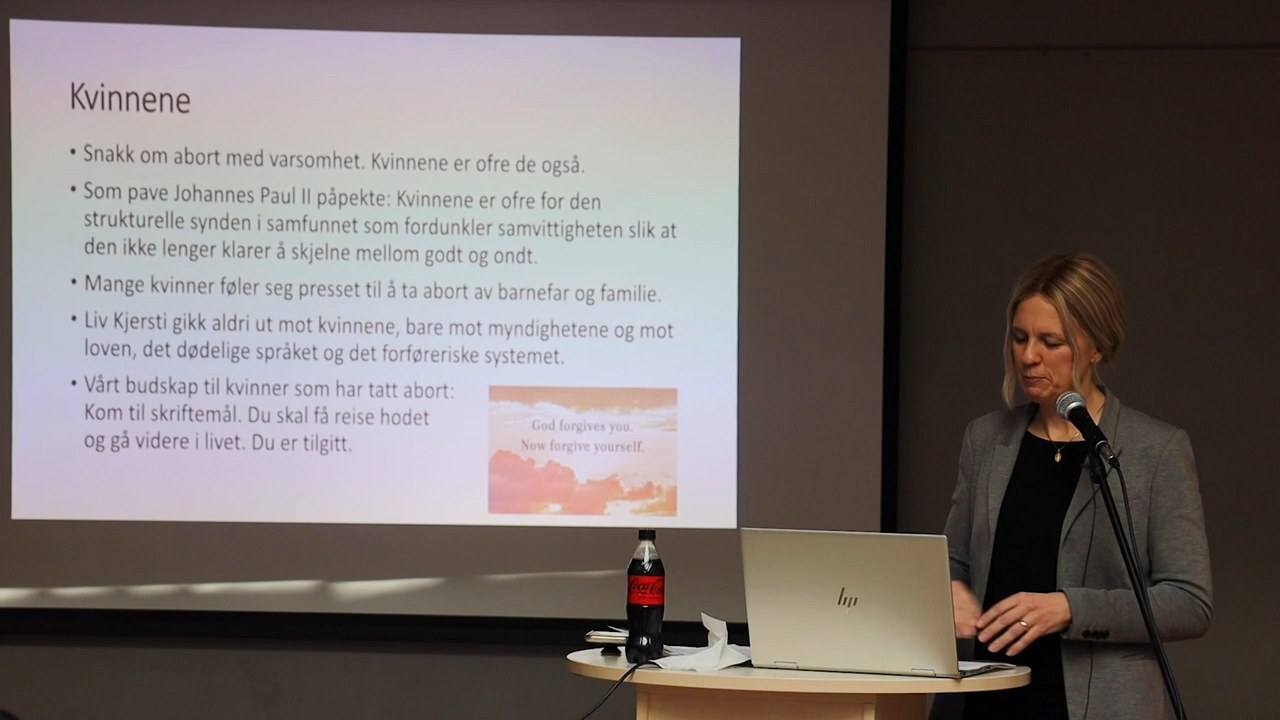 Kvinnene
• Snakk om abort med varsomhet. Kvinnene er ofre de også.
• Som pave Johannes Paul II påpekte: Kvinnene er ofre for den
strukturelle synden i samfunnet som fordunkler samvittigheten slik at
den ikke lenger klarer å skjelne mellom godt og ondt.
• Mange kvinner føler seg presset til å ta abort av barnefar og familie.
• Liv Kjersti gikk aldri ut mot kvinnene, bare mot myndighetene og mot
loven, det dødelige språket og det forføreriske systemet.
• Vårt budskap til kvinner som har tatt abort:
Kom til skriftemål. Du skal få reise hodet
og gå videre i livet. Du er tilgitt.
God forgives you.
Now forgive yourself.
Coca-Cola
hp